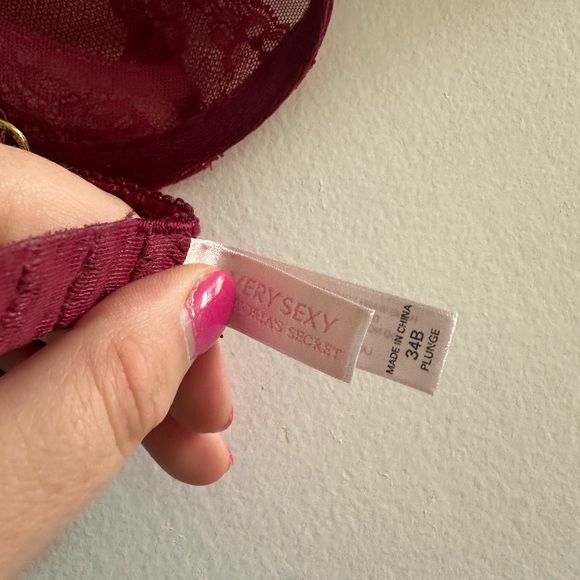 VERY SEXY
SECRET
MADE IN CHINA
34B
PLUNGE